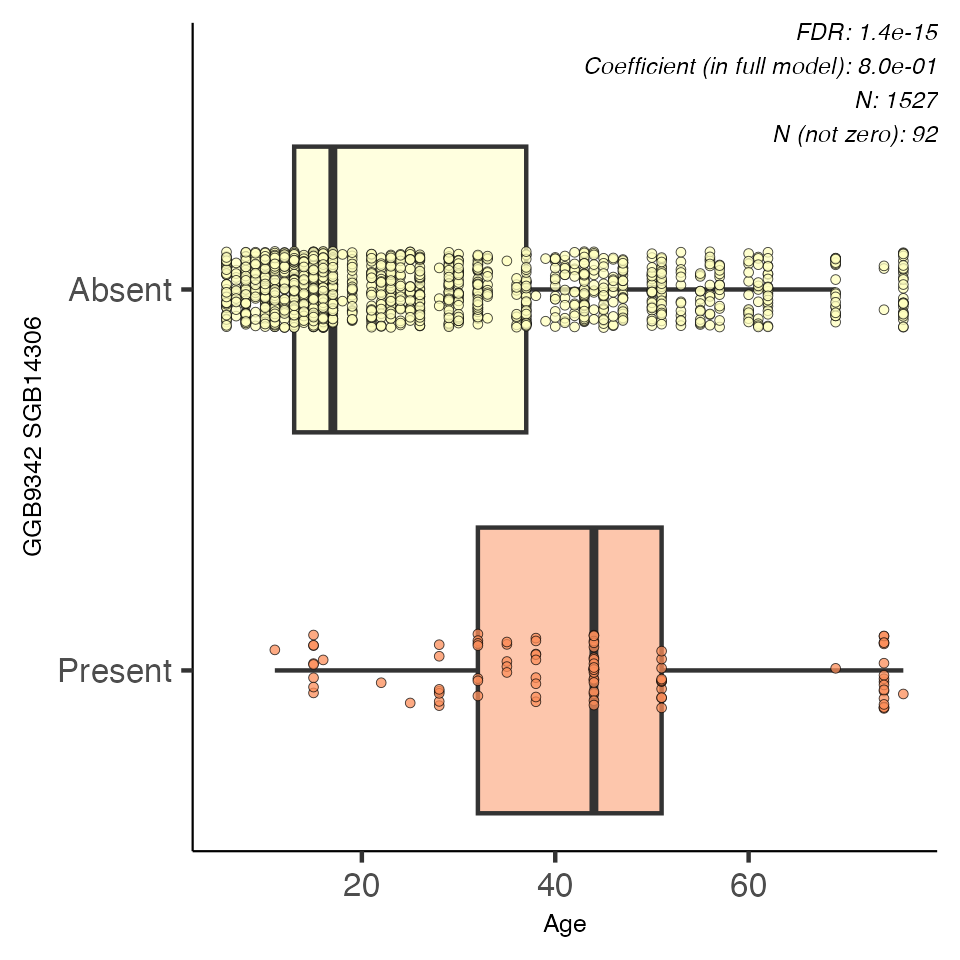 FDR: 1.4e-15
Coefficient (in full model): 8.0e-01
N: 1527
N (not zero): 92
GGB9342 SGB14306
Absent
Present
20 40 60
Age